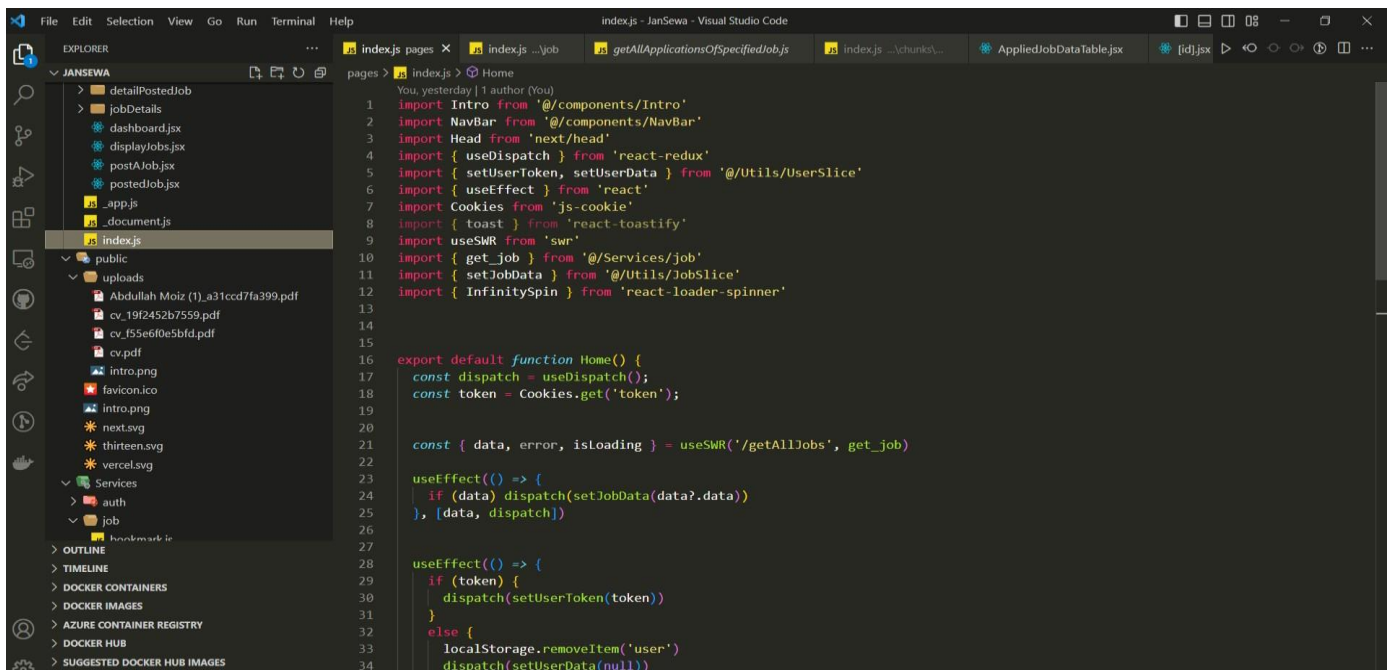 File Edit Selection View Go Run Terminal Help
index.js - JanSewa - Visual Studio Code
EXPLORER
JANSEWA
detailPostedJob
jobDetails
dashboard.jsx
displayJobs.jsx
postAJob.jsx
postedJob.jsx
JS _app.js
JS _document.js
JS index.js
public
uploads
Abdullah Moiz (1)_a31ccd7fa399.pdf
cv_19f2452b7559.pdf
cv_f55e6f0e5bfd.pdf
cv.pdf
intro.png
favicon.ico
intro.png
next.svg
thirteen.svg
vercel.svg
Services
auth
job
JS bookmark.js
OUTLINE
TIMELINE
DOCKER CONTAINERS
DOCKER IMAGES
AZURE CONTAINER REGISTRY
DOCKER HUB
SUGGESTED DOCKER HUB IMAGES
1
JS index.js pages JS index.js ...\job JS getAllApplicationsOfSpecifiedJob.js JS index.js ...\chunks\... AppliedJobDataTable.jsx [id].jsx
pages > JS index.js > Home
You, yesterday | 1 author (You)
1 import Intro from '@/components/Intro'
2 import NavBar from '@/components/NavBar'
3 import Head from 'next/head'
4 import { useDispatch } from 'react-redux'
5 import { setUserToken, setUserData } from '@/Utils/UserSlice'
6 import { useEffect } from 'react'
7 import Cookies from 'js-cookie'
8 import { toast } from 'react-toastify'
9 import useSWR from 'swr'
10 import { get_job } from '@/Services/job'
11 import { setJobData } from '@/Utils/JobSlice'
12 import { InfinitySpin } from 'react-loader-spinner'
13
14
15
16 export default function Home() {
17 const dispatch = useDispatch();
18 const token = Cookies.get('token');
19
20
21 const { data, error, isLoading } = useSWR('/getAllJobs', get_job)
22
23 useEffect(() => {
24 if (data) dispatch(setJobData(data?.data))
25 }, [data, dispatch])
26
27
28 useEffect(() => {
29 if (token) {
30 dispatch(setUserToken(token))
31 }
32 else {
33 localStorage.removeItem('user')
34 dispatch(setUserData(null))